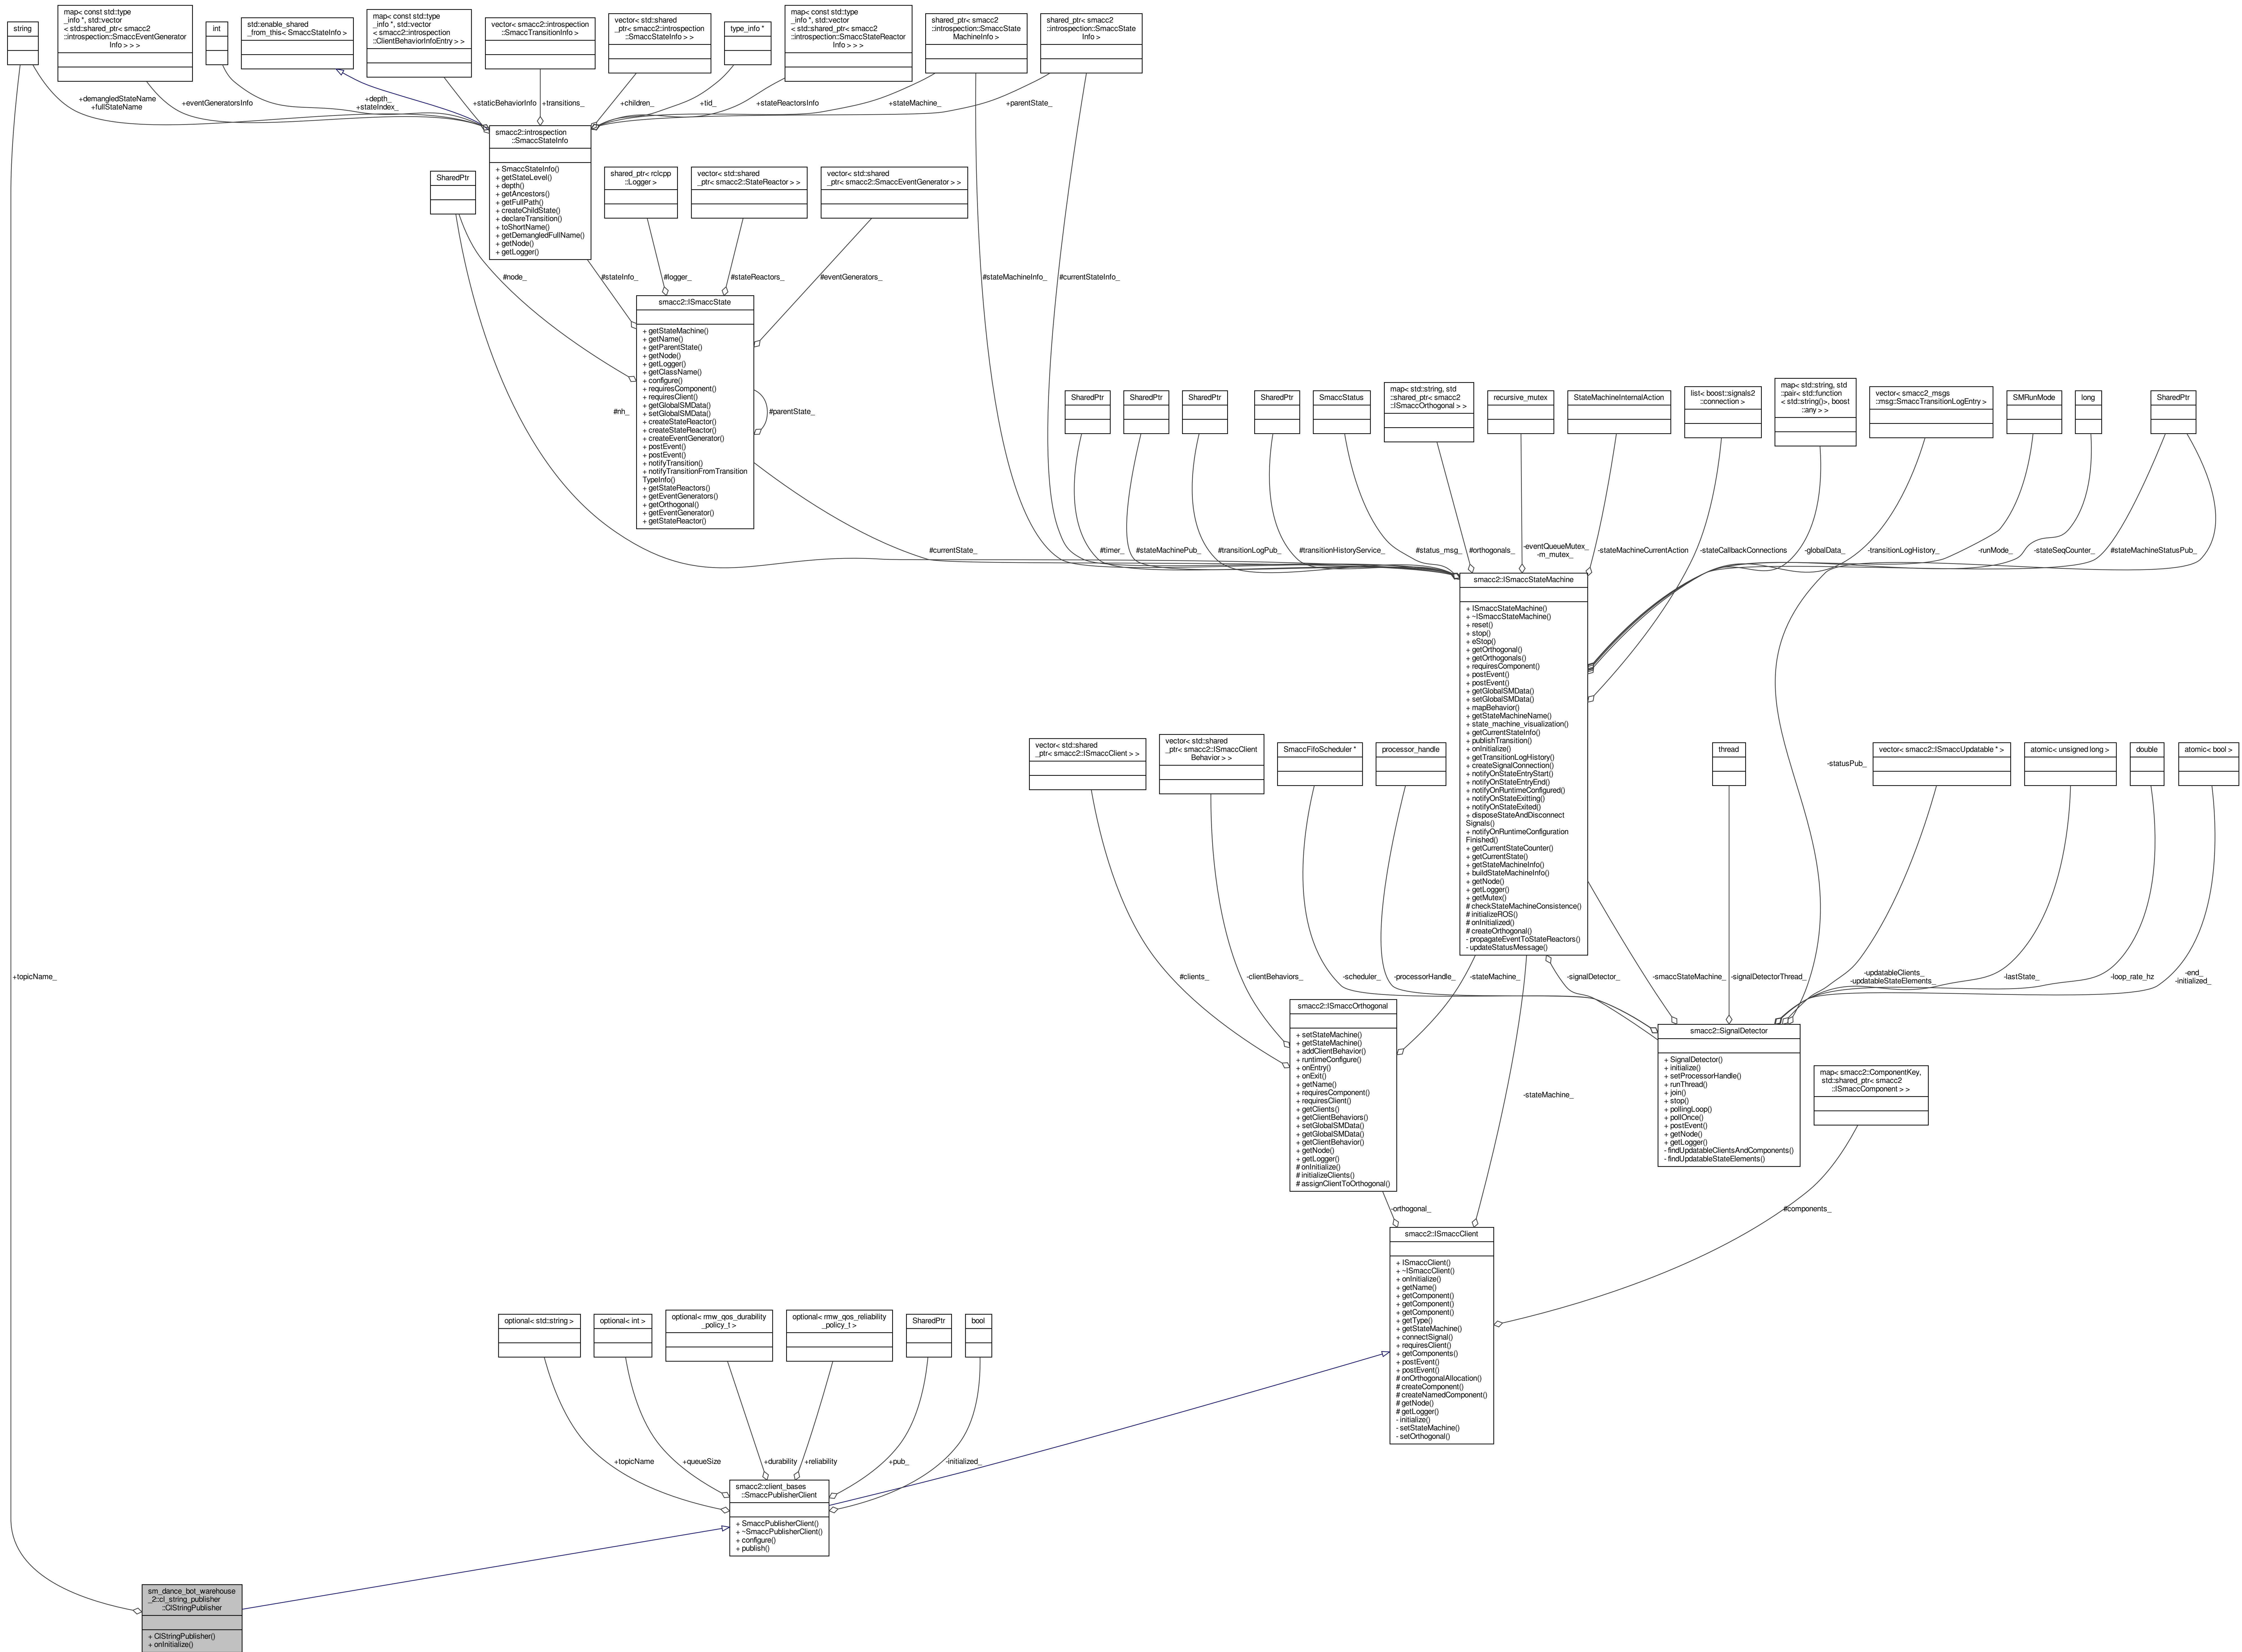 string
map< const std::type
_info *, std::vector
< std::shared_ptr< smacc2
::introspection::SmaccEventGenerator
Info > > >
int
std::enable_shared
_from_this< SmaccStateInfo >
map< const std::type
_info *, std::vector
< smacc2::introspection
::ClientBehaviorInfoEntry > >
vector< smacc2::introspection
::SmaccTransitionInfo >
vector< std::shared
_ptr< smacc2::introspection
::SmaccStateInfo > >
type_info *
map< const std::type
_info *, std::vector
< std::shared_ptr< smacc2
::introspection::SmaccStateReactor
Info > > >
shared_ptr< smacc2
::introspection::SmaccState
MachineInfo >
shared_ptr< smacc2
::introspection::SmaccState
Info >
+demangledStateName
+fullStateName
+eventGeneratorsInfo
+depth_
+stateIndex_
+staticBehaviorInfo
+transitions_
+children_
+tid_
+stateReactorsInfo
+stateMachine_
+parentState_
smacc2::introspection
::SmaccStateInfo
+ SmaccStateInfo()
+ getStateLevel()
+ depth()
+ getAncestors()
+ getFullPath()
+ createChildState()
+ declareTransition()
+ toShortName()
+ getDemangledFullName()
+ getNode()
+ getLogger()
SharedPtr
shared_ptr< rclcpp
::Logger >
vector< std::shared
_ptr< smacc2::StateReactor > >
vector< std::shared
_ptr< smacc2::SmaccEventGenerator > >
#node_
#stateInfo_
#logger_
#stateReactors_
#eventGenerators_
#stateMachineInfo_
#currentStateInfo_
smacc2::ISmaccState
+ getStateMachine()
+ getName()
+ getParentState()
+ getNode()
+ getLogger()
+ getClassName()
+ configure()
+ requiresComponent()
+ requiresClient()
+ getGlobalSMData()
+ setGlobalSMData()
+ createStateReactor()
+ createStateReactor()
+ createEventGenerator()
+ postEvent()
+ postEvent()
+ notifyTransition()
+ notifyTransitionFromTransition
TypeInfo()
+ getStateReactors()
+ getEventGenerators()
+ getOrthogonal()
+ getEventGenerator()
+ getStateReactor()
#nh_
#parentState_
SharedPtr
SharedPtr
SharedPtr
SharedPtr
SmaccStatus
map< std::string, std
::shared_ptr< smacc2
::ISmaccOrthogonal > >
recursive_mutex
StateMachineInternalAction
list< boost::signals2
::connection >
map< std::string, std
::pair< std::function
< std::string()>, boost
::any > >
vector< smacc2_msgs
::msg::SmaccTransitionLogEntry >
SMRunMode
long
SharedPtr
#currentState_
#timer_
#stateMachinePub_
#transitionLogPub_
#transitionHistoryService_
#status_msg_
#orthogonals_
-eventQueueMutex_
-m_mutex_
-stateMachineCurrentAction
-stateCallbackConnections
-globalData_
-transitionLogHistory_
-runMode_
-stateSeqCounter_
#stateMachineStatusPub_
smacc2::ISmaccStateMachine
+ ISmaccStateMachine()
+ ~ISmaccStateMachine()
+ reset()
+ stop()
+ eStop()
+ getOrthogonal()
+ getOrthogonals()
+ requiresComponent()
+ postEvent()
+ postEvent()
+ getGlobalSMData()
+ setGlobalSMData()
+ mapBehavior()
+ getStateMachineName()
+ state_machine_visualization()
+ getCurrentStateInfo()
+ publishTransition()
+ onInitialize()
+ getTransitionLogHistory()
+ createSignalConnection()
+ notifyOnStateEntryStart()
+ notifyOnStateEntryEnd()
+ notifyOnRuntimeConfigured()
+ notifyOnStateExitting()
+ notifyOnStateExited()
+ disposeStateAndDisconnect
Signals()
+ notifyOnRuntimeConfiguration
Finished()
+ getCurrentStateCounter()
+ getCurrentState()
+ getStateMachineInfo()
+ buildStateMachineInfo()
+ getNode()
+ getLogger()
+ getMutex()
# checkStateMachineConsistence()
# initializeROS()
# onInitialized()
# createOrthogonal()
- propagateEventToStateReactors()
- updateStatusMessage()
vector< std::shared
_ptr< smacc2::ISmaccClient > >
vector< std::shared
_ptr< smacc2::ISmaccClient
Behavior > >
SmaccFifoScheduler *
processor_handle
thread
-statusPub_
vector< smacc2::ISmaccUpdatable * >
atomic< unsigned long >
double
atomic< bool >
+topicName_
#clients_
-clientBehaviors_
-scheduler_
-processorHandle_
-stateMachine_
-signalDetector_
-smaccStateMachine_
-signalDetectorThread_
-updatableClients_
-updatableStateElements_
-lastState_
-loop_rate_hz
-end_
-initialized_
smacc2::ISmaccOrthogonal
+ setStateMachine()
+ getStateMachine()
+ addClientBehavior()
+ runtimeConfigure()
+ onEntry()
+ onExit()
+ getName()
+ requiresComponent()
+ requiresClient()
+ getClients()
+ getClientBehaviors()
+ setGlobalSMData()
+ getGlobalSMData()
+ getClientBehavior()
+ getNode()
+ getLogger()
# onInitialize()
# initializeClients()
# assignClientToOrthogonal()
smacc2::SignalDetector
+ SignalDetector()
+ initialize()
+ setProcessorHandle()
+ runThread()
+ join()
+ stop()
+ pollingLoop()
+ pollOnce()
+ postEvent()
+ getNode()
+ getLogger()
- findUpdatableClientsAndComponents()
- findUpdatableStateElements()
map< smacc2::ComponentKey,
std::shared_ptr< smacc2
::ISmaccComponent > >
-stateMachine_
-orthogonal_
#components_
smacc2::ISmaccClient
+ ISmaccClient()
+ ~ISmaccClient()
+ onInitialize()
+ getName()
+ getComponent()
+ getComponent()
+ getComponent()
+ getType()
+ getStateMachine()
+ connectSignal()
+ requiresClient()
+ getComponents()
+ postEvent()
+ postEvent()
# onOrthogonalAllocation()
# createComponent()
# createNamedComponent()
# getNode()
# getLogger()
- initialize()
- setStateMachine()
- setOrthogonal()
optional< std::string >
optional< int >
optional< rmw_qos_durability
_policy_t >
optional< rmw_qos_reliability
_policy_t >
SharedPtr
bool
+topicName
+queueSize
+durability
+reliability
+pub_
-initialized_
smacc2::client_bases
::SmaccPublisherClient
+ SmaccPublisherClient()
+ ~SmaccPublisherClient()
+ configure()
+ publish()
sm_dance_bot_warehouse
_2::cl_string_publisher
::ClStringPublisher
+ ClStringPublisher()
+ onInitialize()